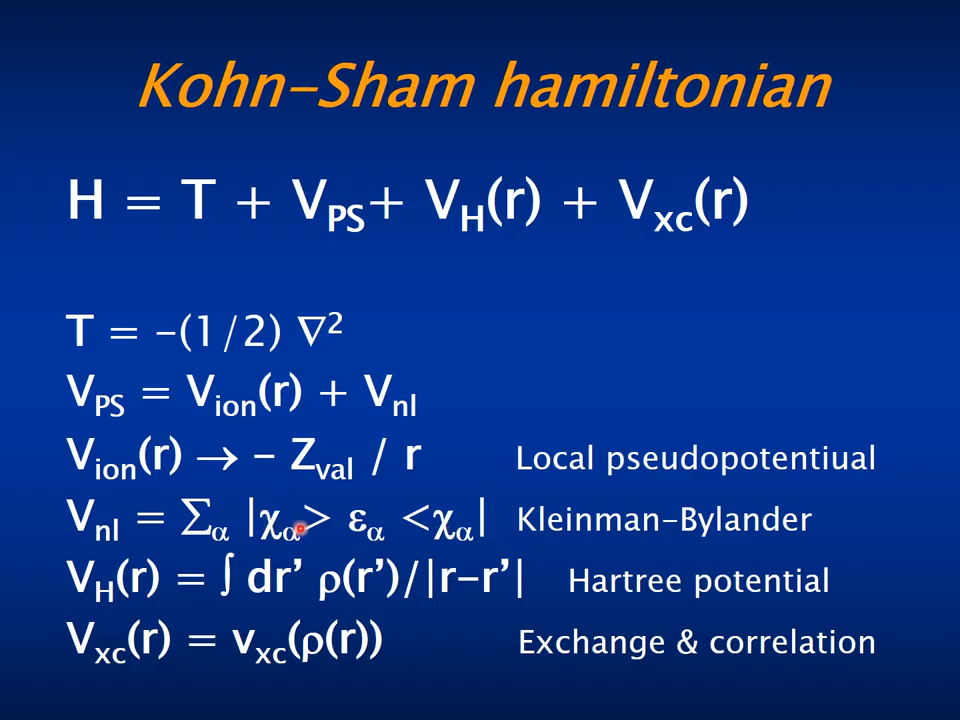 Kohn-Sham hamiltonian
H = T + V_PS + V_H(r) + V_xc(r)
T = -(1/2) ∇²
V_PS = V_ion(r) + V_nl
V_ion(r) → - Z_val / r Local pseudopotentiual
V_nl = ∑_α |χ_α> ε_α <χ_α| Kleinman-Bylander
V_H(r) = ∫ dr' ρ(r')/|r-r'| Hartree potential
V_xc(r) = v_xc(ρ(r)) Exchange & correlation